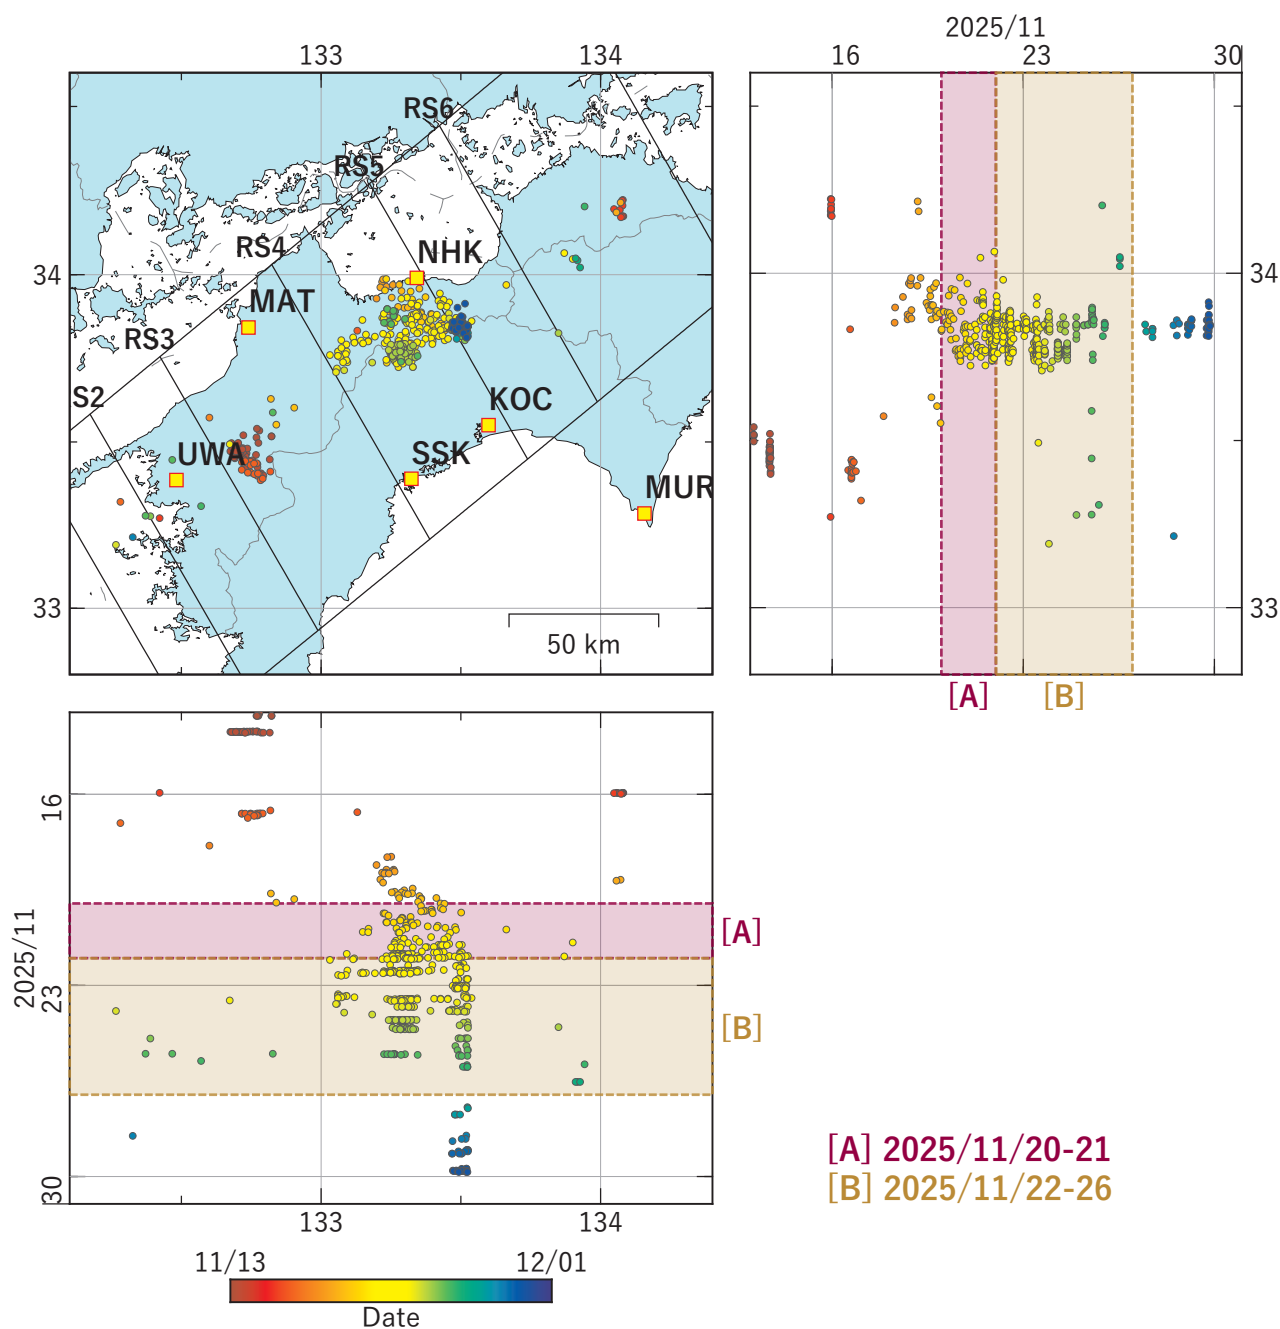 2025/11
133
134
16
23
30
RS6
RS5
RS4
NHK
34
MAT
34
RS3
S2
KOC
UWA
SSK
MUR
33
50 km
33
[A]
[B]
16
[A]
2025/11
23
[B]
[A] 2025/11/20-21
30
[B] 2025/11/22-26
133
134
11/13
12/01
Date